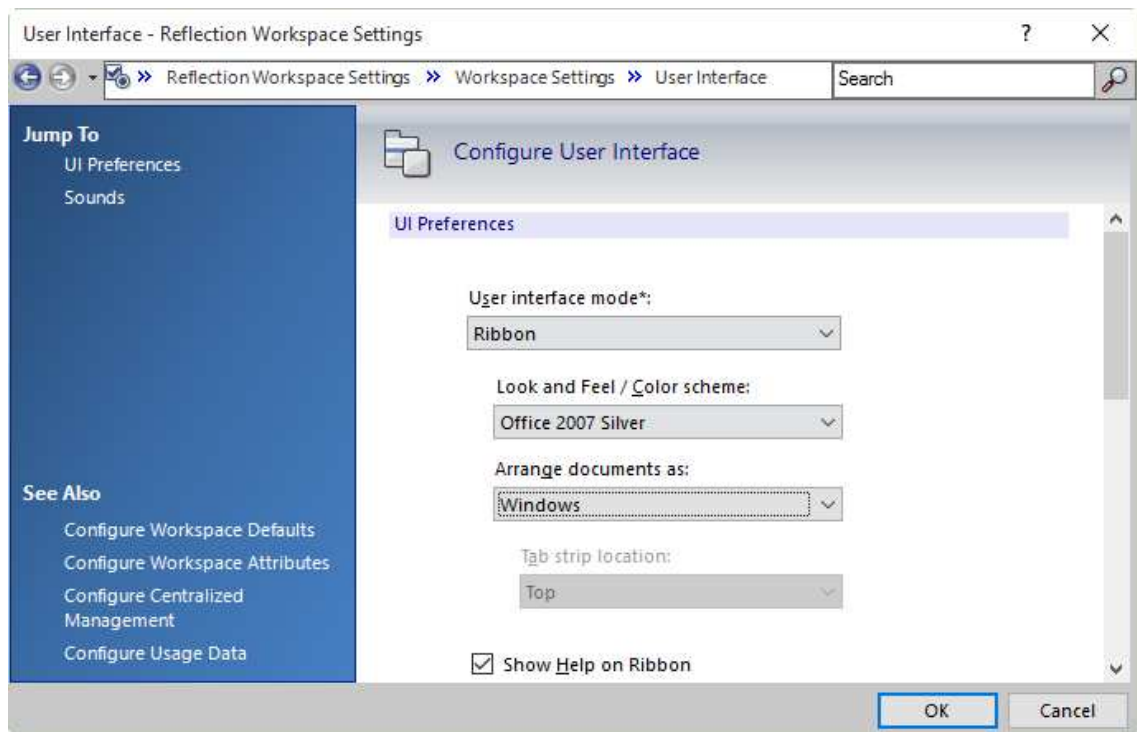 User Interface - Reflection Workspace Settings
? ×
Reflection Workspace Settings » Workspace Settings » User Interface
Search
Jump To
UI Preferences
Sounds
See Also
Configure Workspace Defaults
Configure Workspace Attributes
Configure Centralized
Management
Configure Usage Data
Configure User Interface
UI Preferences
User interface mode*:
Ribbon
Look and Feel / Color scheme:
Office 2007 Silver
Arrange documents as:
Windows
Tab strip location:
Top
Show Help on Ribbon
OK
Cancel